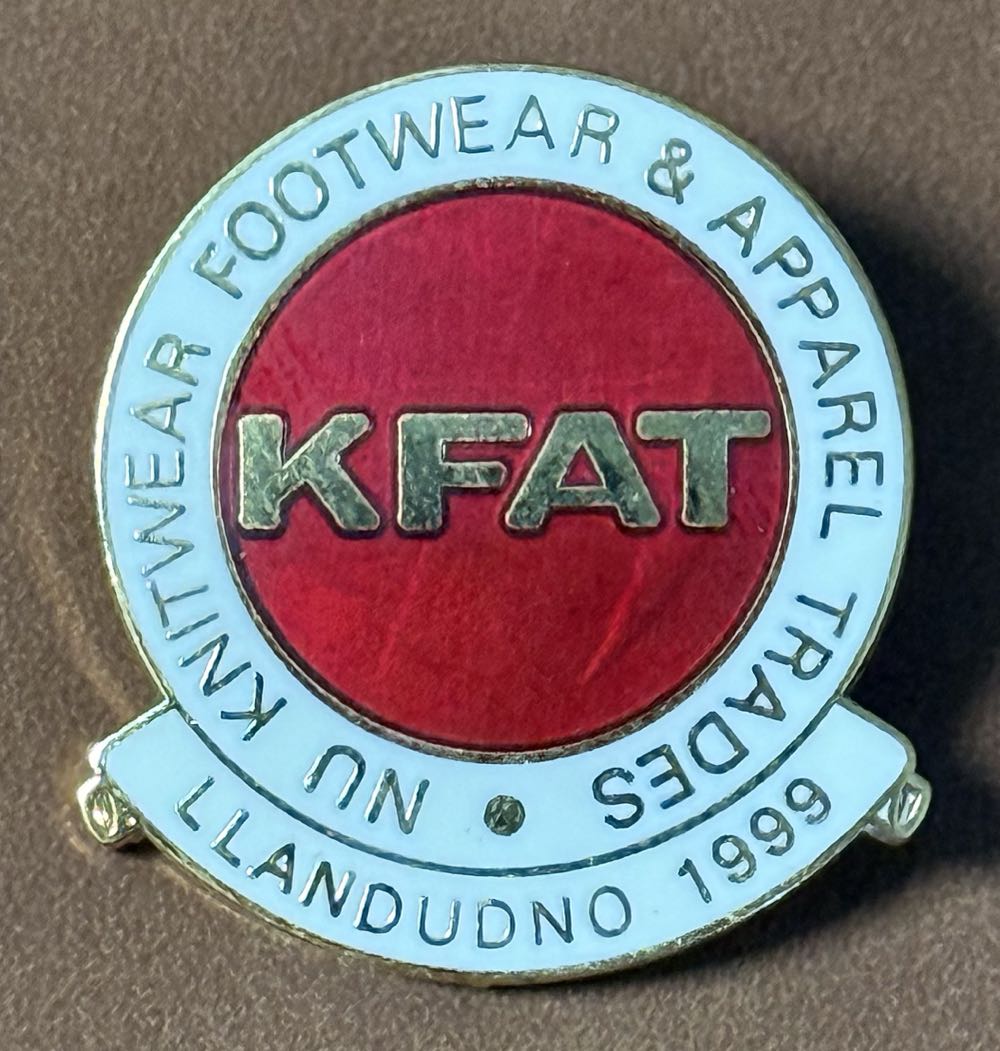 NU KNITWEAR FOOTWEAR & APPAREL TRADES
KFAT
LLANDUDNO 1999